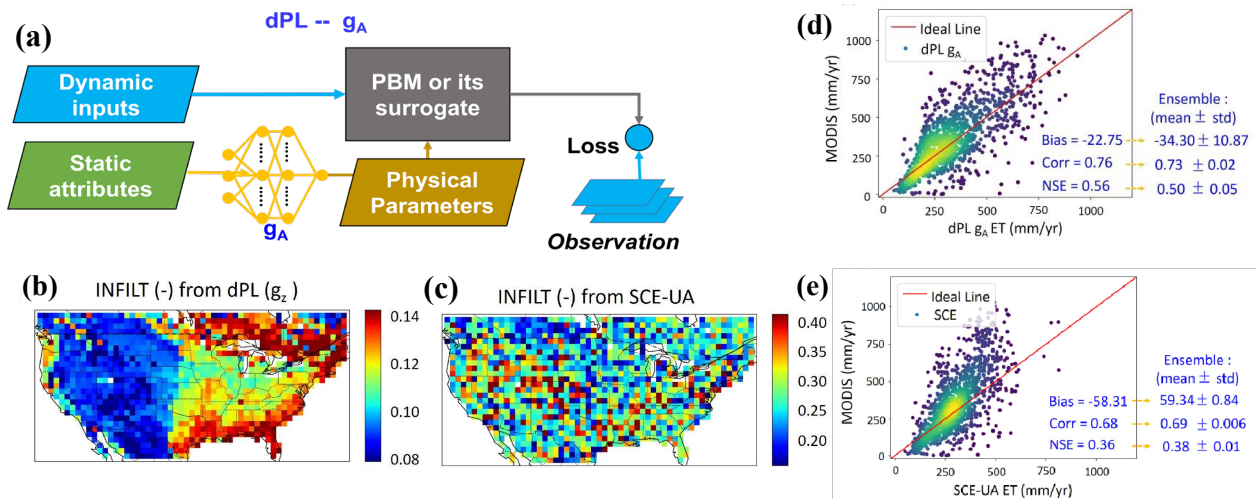 (a)
dPL -- gA
Dynamic
inputs
Static
attributes
gA
PBM or its
surrogate
Physical
Parameters
Loss
Observation
(b)
INFILT (-) from dPL (gz )
0.14
0.12
0.10
0.08
(c)
INFILT (-) from SCE-UA
0.40
0.35
0.30
0.25
0.20
(d)
Ideal Line
dPL gA
MODIS (mm/yr)
1000
750
500
250
0
0
250
500
750
1000
dPL gA ET (mm/yr)
Ensemble :
(mean ± std)
Bias = -22.75
-34.30 ± 10.87
Corr = 0.76
0.73 ± 0.02
NSE = 0.56
0.50 ± 0.05
(e)
Ideal Line
SCE
MODIS (mm/yr)
1000
750
500
250
0
0
250
500
750
1000
SCE-UA ET (mm/yr)
Ensemble :
(mean ± std)
Bias = -58.31
59.34 ± 0.84
Corr = 0.68
0.69 ± 0.006
NSE = 0.36
0.38 ± 0.01